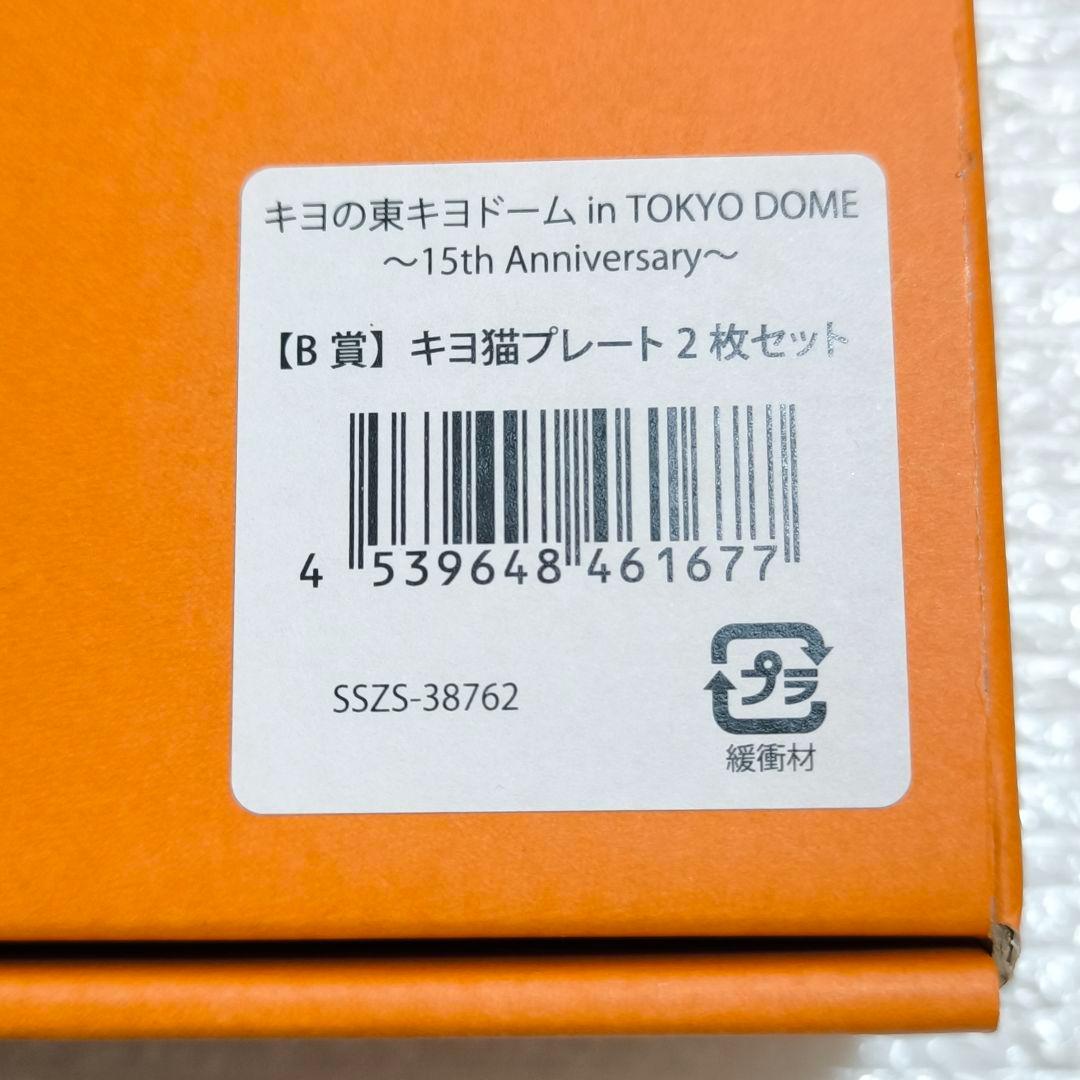 キヨの東キヨドーム in TOKYO DOME
～15th Anniversary～
【B 賞】キヨ猫プレート 2 枚セット
4 539648 461677
SSZS-38762
プラ
緩衝材